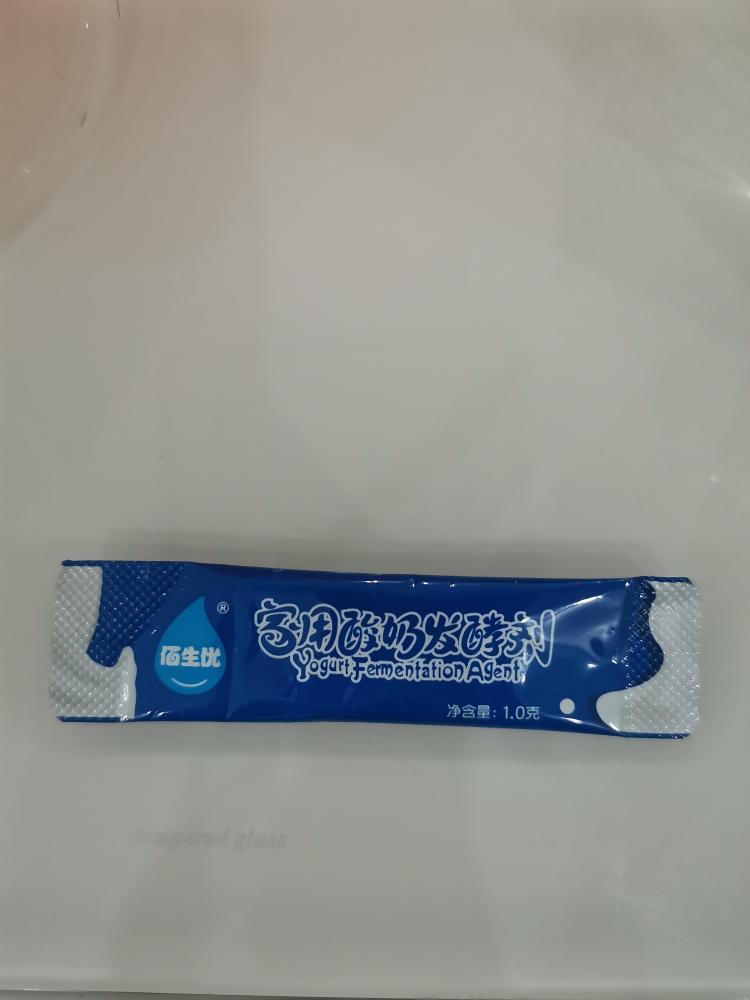 佰生优®
家用酸奶发酵剂
Yogurt Fermentation Agent
净含量: 1.0克
tempered glass